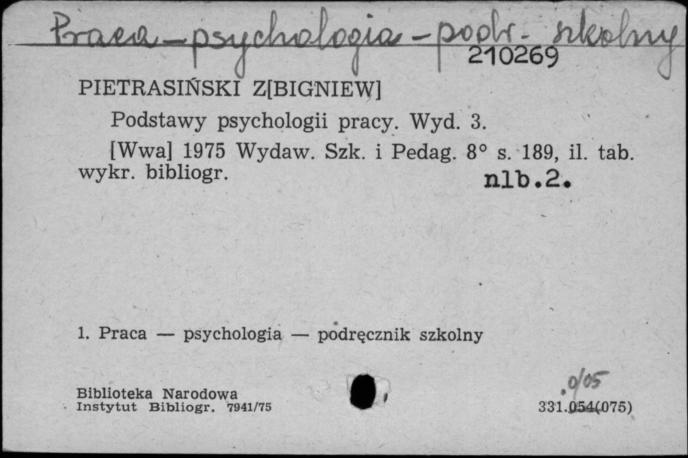 Praca – psychologia – podr. szkolny
210269
PIETRASIŃSKI Z[BIGNIEW]
Podstawy psychologii pracy. Wyd. 3.
[Wwa] 1975 Wydaw. Szk. i Pedag. 8° s. 189, il. tab.
wykr. bibliogr.
nlb.2.
1. Praca — psychologia — podręcznik szkolny
Biblioteka Narodowa
Instytut Bibliogr. 7941/75
331.054(075)